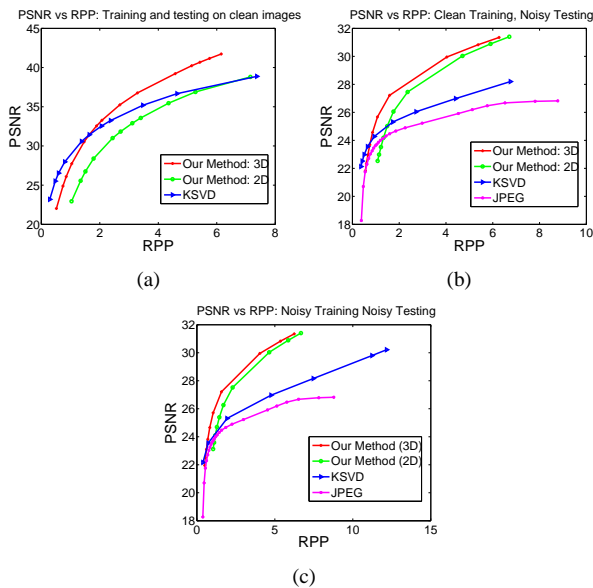 PSNR vs RPP: Training and testing on clean images
PSNR
45
40
35
30
25
20
0
2
4
6
8
RPP
Our Method: 3D
Our Method: 2D
KSVD
(a)
PSNR vs RPP: Clean Training, Noisy Testing
PSNR
32
30
28
26
24
22
20
18
0
2
4
6
8
10
RPP
Our Method: 3D
Our Method: 2D
KSVD
JPEG
(b)
PSNR vs RPP: Noisy Training Noisy Testing
PSNR
32
30
28
26
24
22
20
18
0
5
10
15
RPP
Our Method (3D)
Our Method (2D)
KSVD
JPEG
(c)